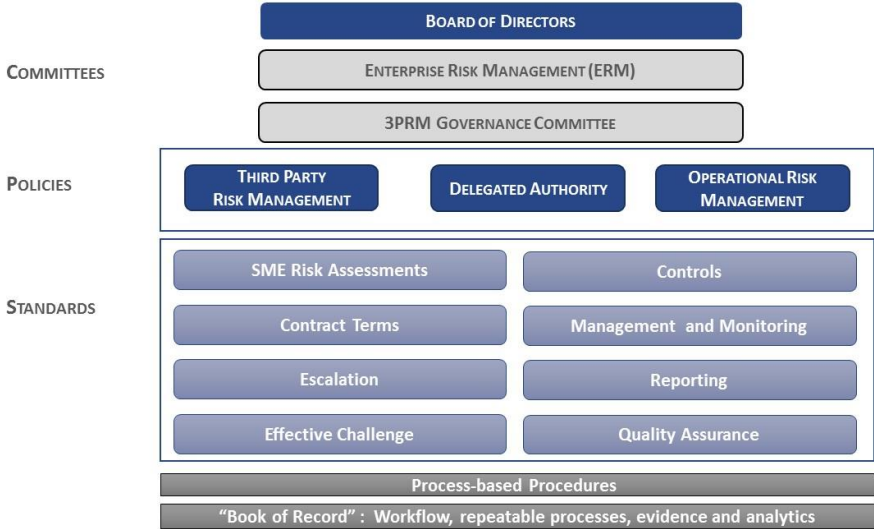 BOARD OF DIRECTORS
COMMITTEES
ENTERPRISE RISK MANAGEMENT (ERM)
3PRM GOVERNANCE COMMITTEE
POLICIES
THIRD PARTY
RISK MANAGEMENT
DELEGATED AUTHORITY
OPERATIONAL RISK
MANAGEMENT
STANDARDS
SME Risk Assessments
Controls
Contract Terms
Management and Monitoring
Escalation
Reporting
Effective Challenge
Quality Assurance
Process-based Procedures
“Book of Record” : Workflow, repeatable processes, evidence and analytics